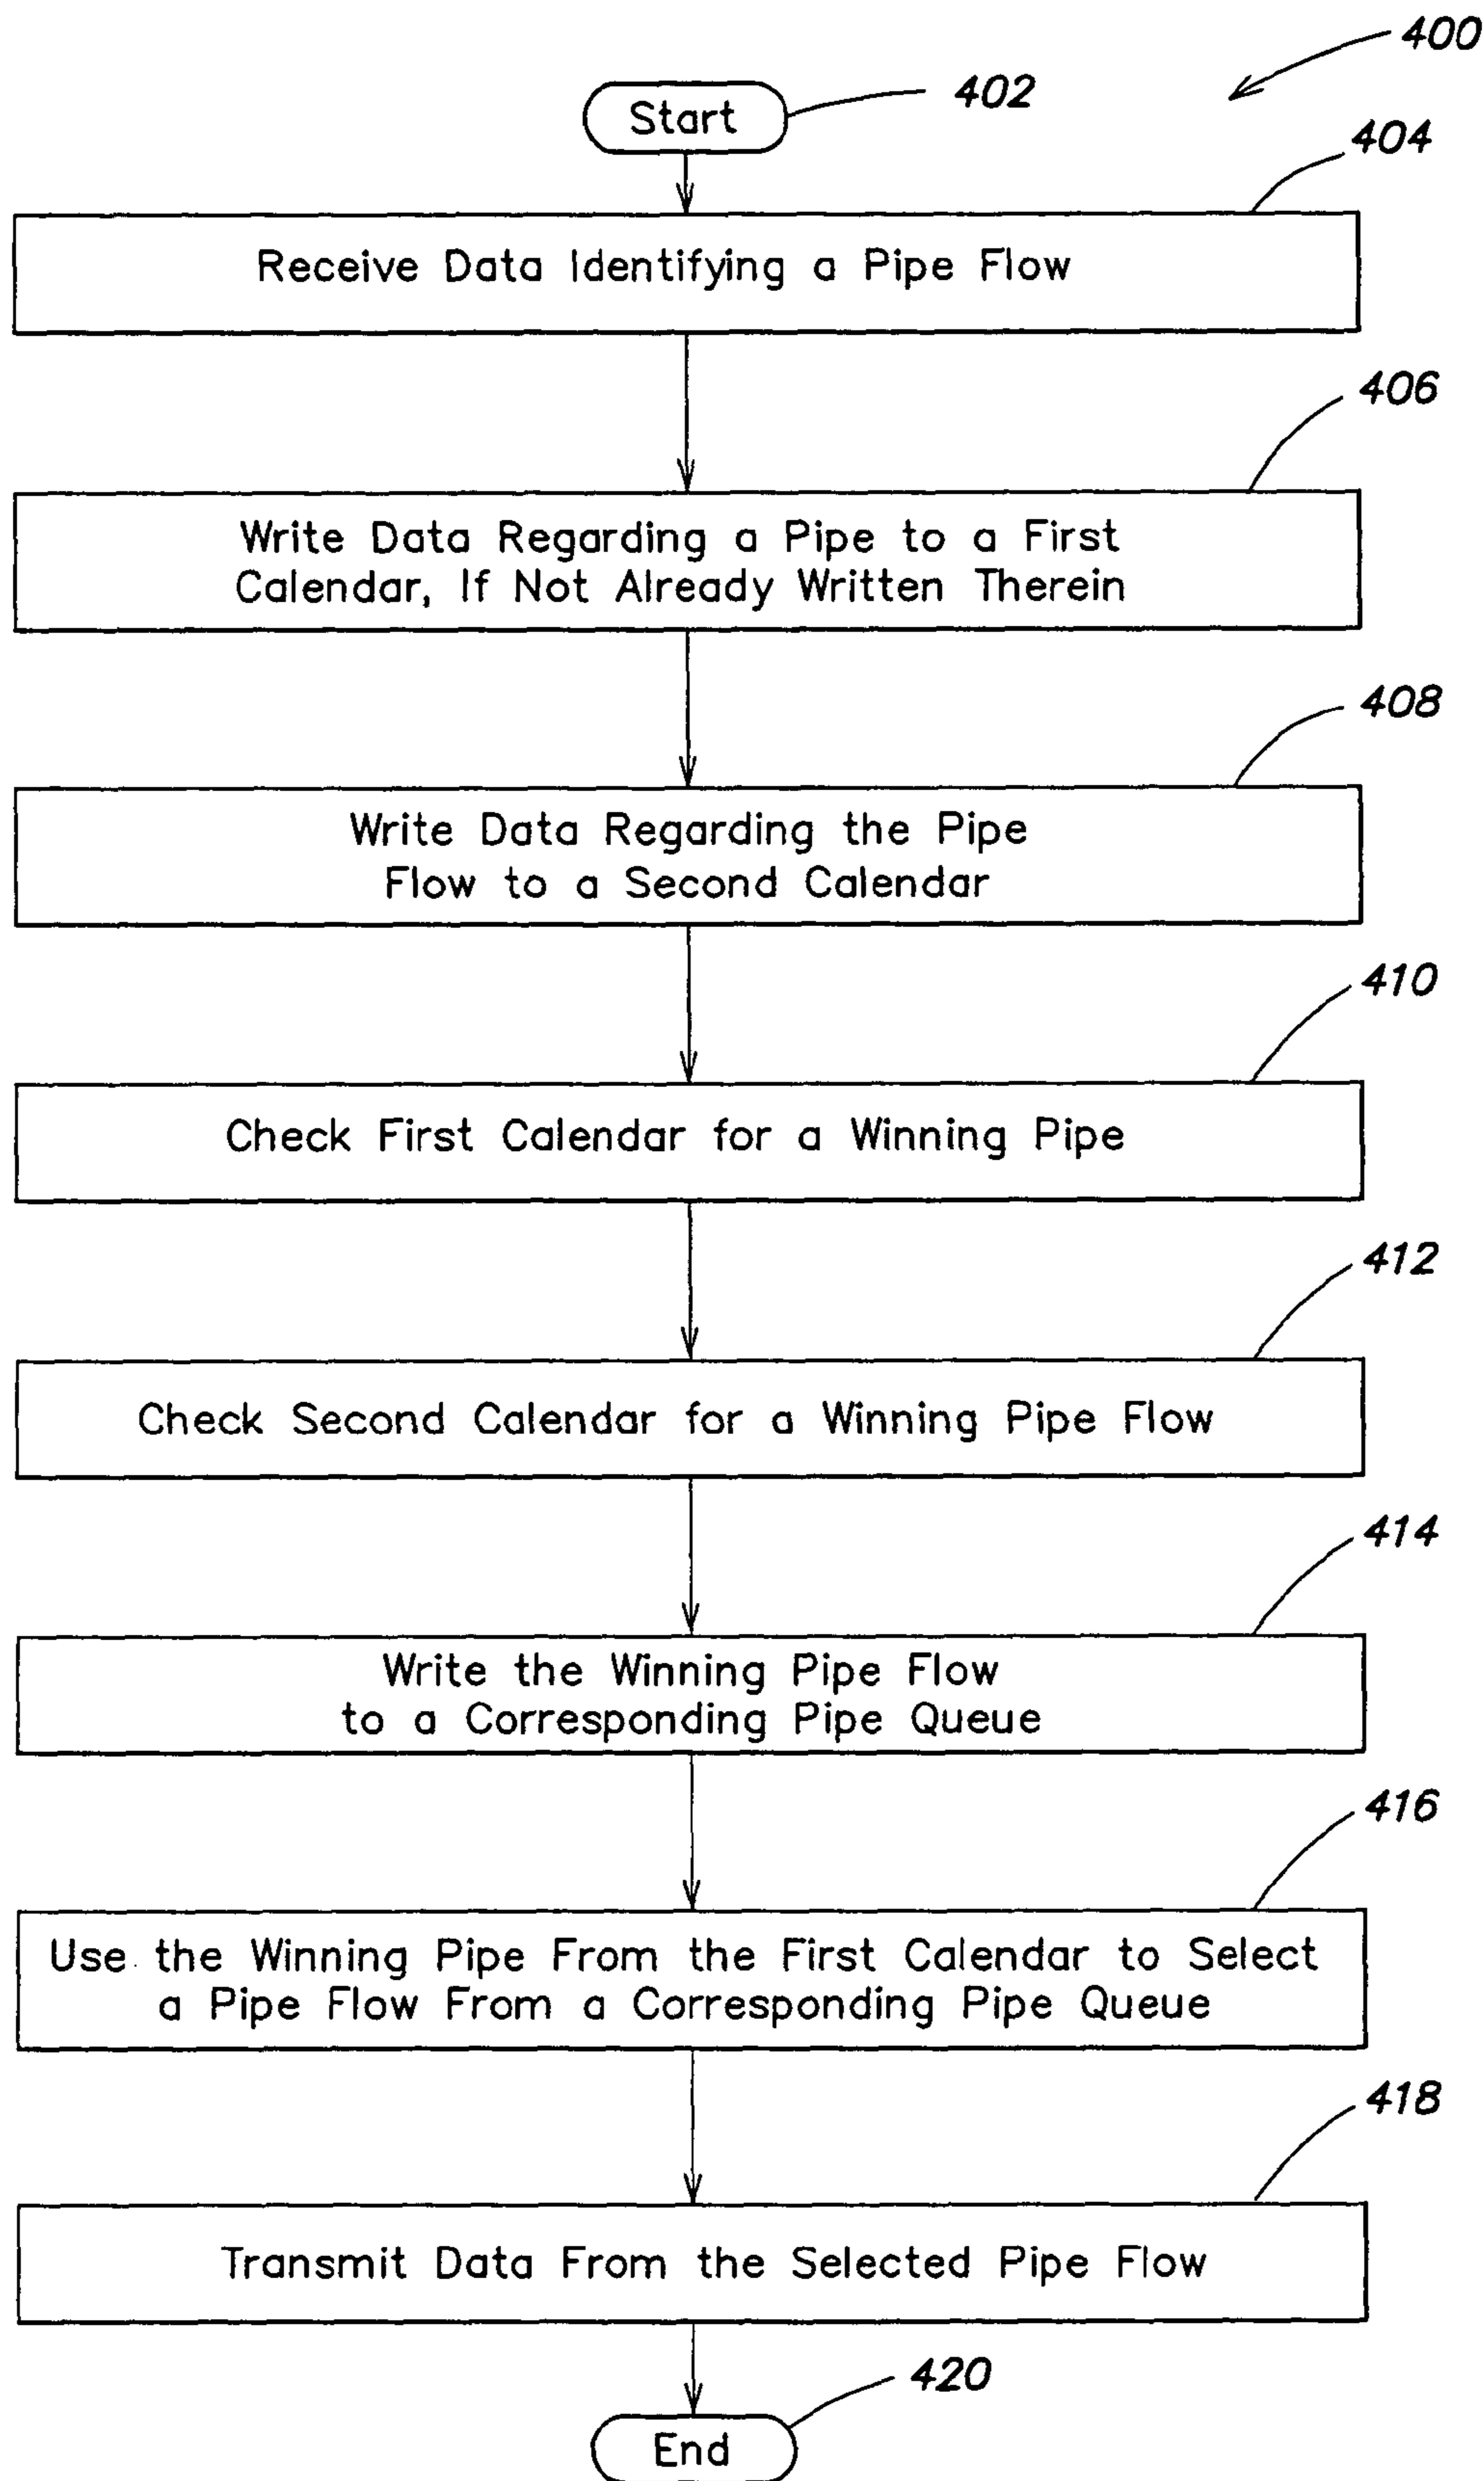 400
Start
402
404
Receive Data Identifying a Pipe Flow
406
Write Data Regarding a Pipe to a First
Calendar, If Not Already Written Therein
408
Write Data Regarding the Pipe
Flow to a Second Calendar
410
Check First Calendar for a Winning Pipe
412
Check Second Calendar for a Winning Pipe Flow
414
Write the Winning Pipe Flow
to a Corresponding Pipe Queue
416
Use the Winning Pipe From the First Calendar to Select
a Pipe Flow From a Corresponding Pipe Queue
418
Transmit Data From the Selected Pipe Flow
420
End